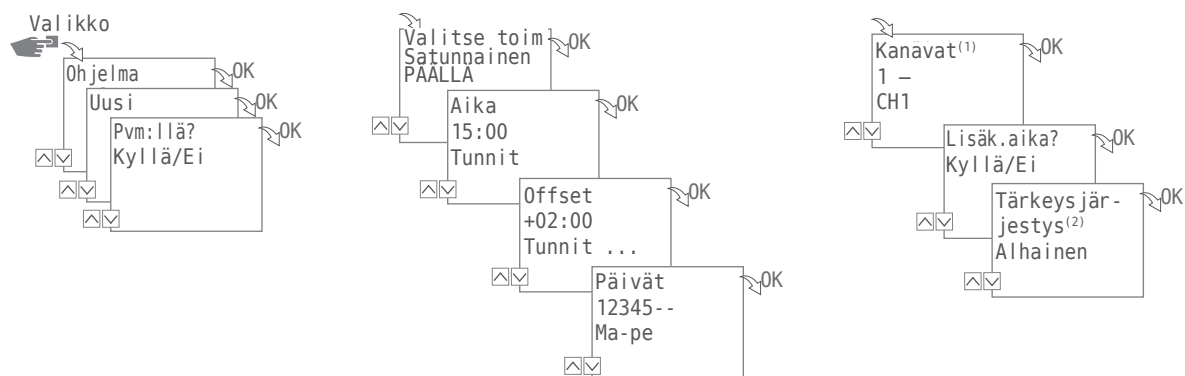 Valikko
Ohjelma
OK
Uusi
OK
Pvm:llä?
Kyllä/Ei
OK
Valitse toim
Satunnainen
PÄÄLLÄ
OK
Aika
15:00
Tunnit
OK
Offset
+02:00
Tunnit ...
OK
Päivät
12345--
Ma-pe
OK
Kanavat(1)
1 –
CH1
OK
Lisäk.aika?
Kyllä/Ei
OK
Tärkeysjär-
jestys(2)
Alhainen
OK